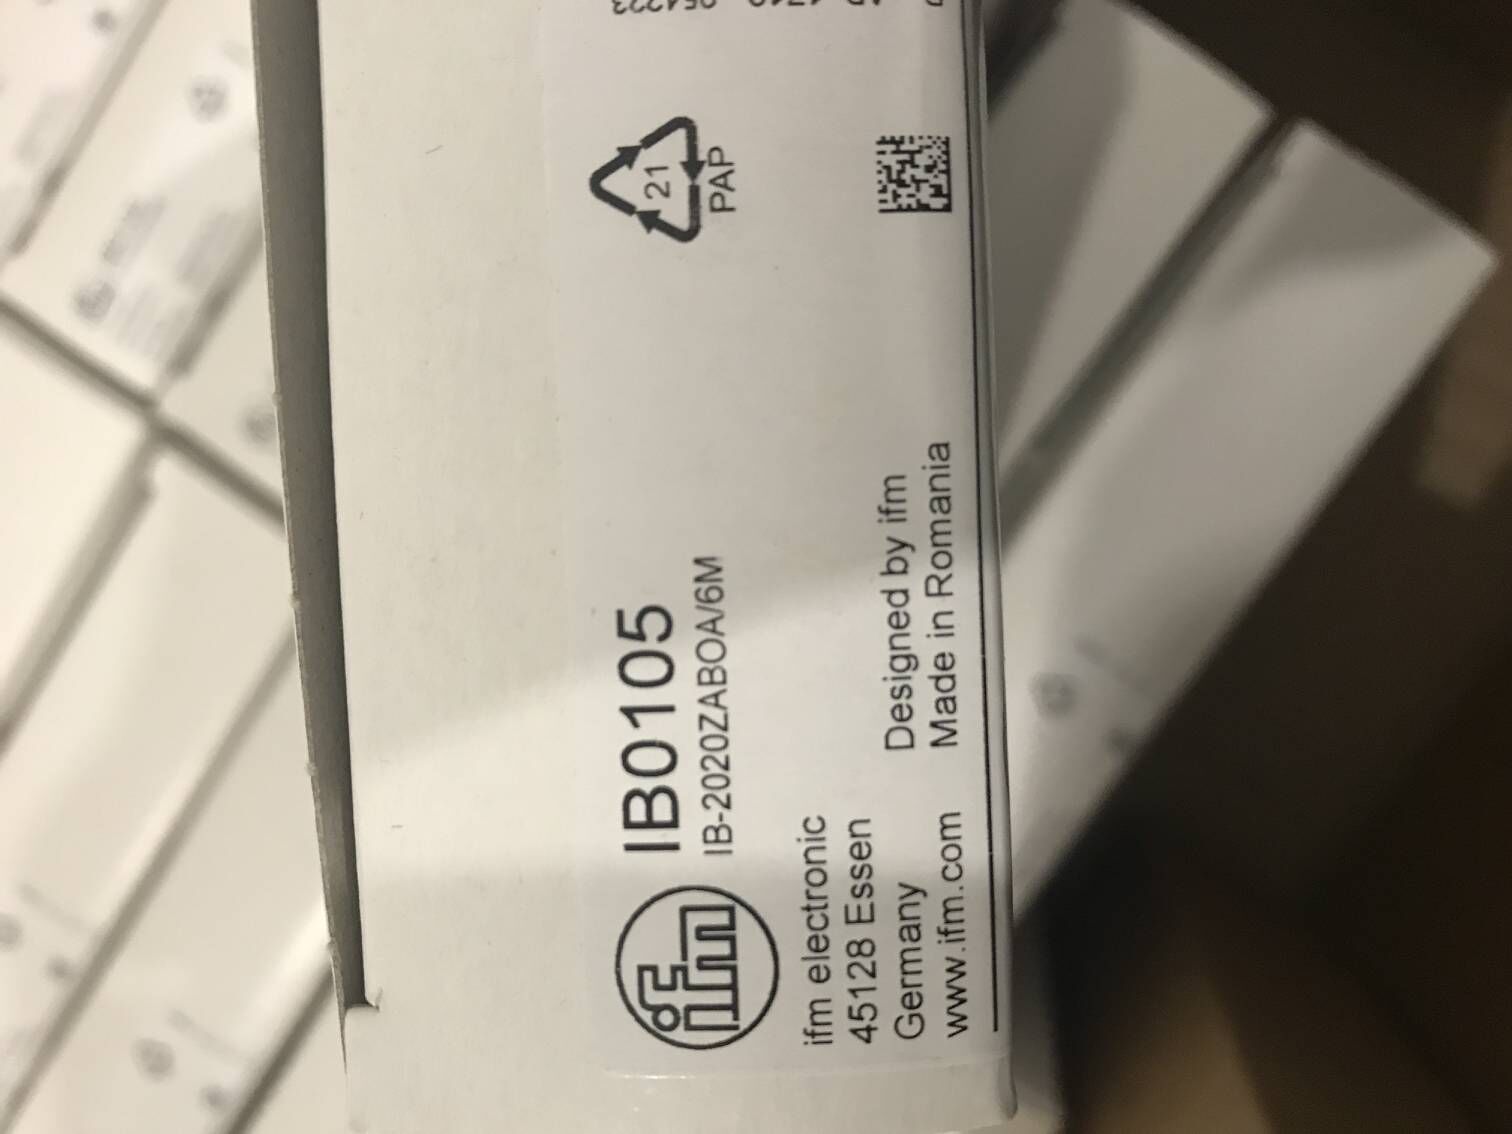 ifm
IB0105
IB-2020ZABOA/6M
ifm electronic
45128 Essen
Germany
www.ifm.com
Designed by ifm
Made in Romania
21
PAP